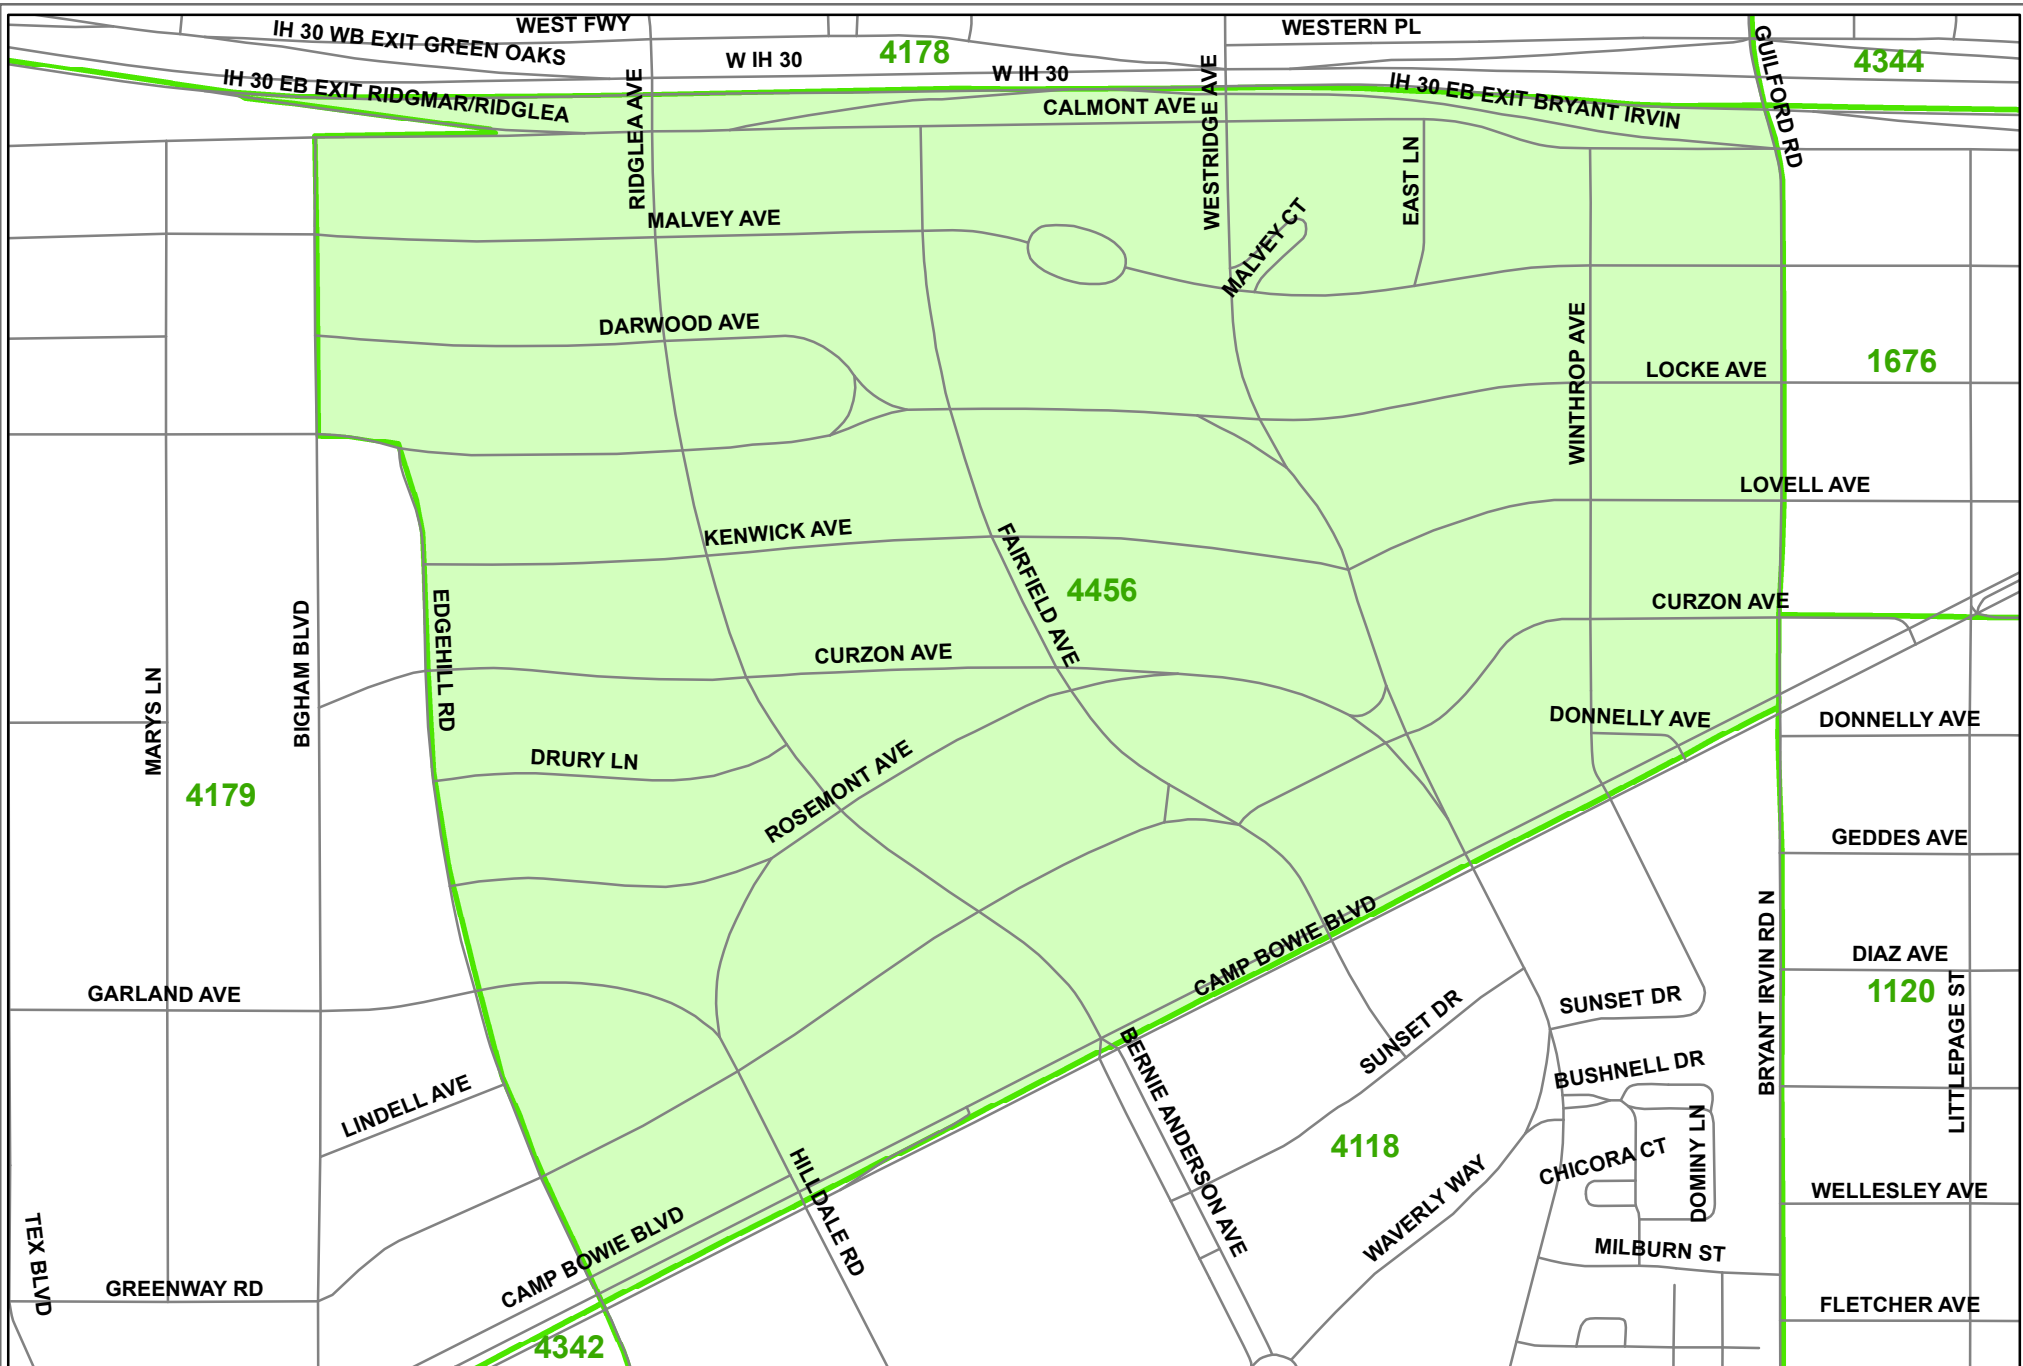 WEST FWY
WESTERN PL
IH 30 WB EXIT GREEN OAKS
4178
W IH 30
W IH 30
GUILFORD RD
4344
IH 30 EB EXIT RIDGMAR/RIDGLEA
RIDGLEA AVE
CALMONT AVE
WESTRIDGE AVE
IH 30 EB EXIT BRYANT IRVIN
EAST LN
MALVEY AVE
MALVEY CT
DARWOOD AVE
WINTHROP AVE
LOCKE AVE
1676
LOVELL AVE
KENWICK AVE
FAIRFIELD AVE
4456
CURZON AVE
EDGEHILL RD
BIGHAM BLVD
MARYS LN
CURZON AVE
DONNELLY AVE
DONNELLY AVE
DRURY LN
ROSEMONT AVE
4179
GEDDES AVE
CAMP BOWIE BLVD
BRYANT IRVIN RD N
DIAZ AVE
1120
LITTLEPAGE ST
GARLAND AVE
SUNSET DR
SUNSET DR
BERNIE ANDERSON AVE
BUSHNELL DR
LINDELL AVE
DOMINY LN
4118
CHICORA CT
HILLDALE RD
WAVERLY WAY
WELLESLEY AVE
TEX BLVD
CAMP BOWIE BLVD
MILBURN ST
GREENWAY RD
FLETCHER AVE
4342